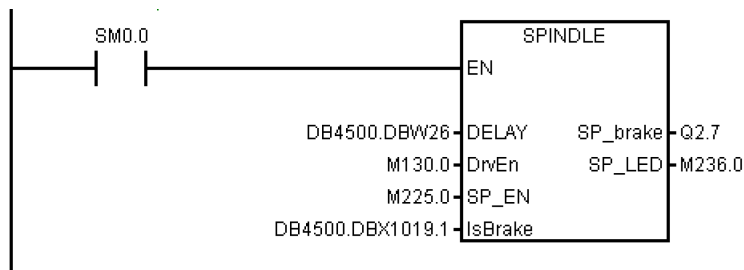 SM0.0 SPINDLE
EN
DB4500.DBW26 DELAY SP_brake Q2.7
M130.0 DrvEn SP_LED M236.0
M225.0 SP_EN
DB4500.DBX1019.1 IsBrake